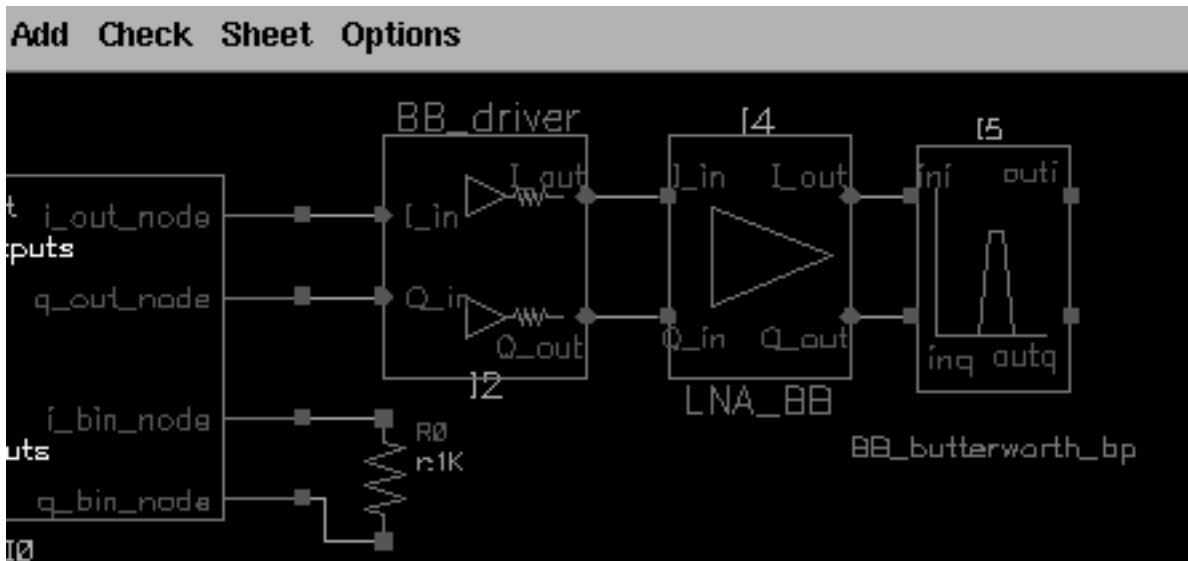 Add Check Sheet Options
BB_driver
I4
I5
I_out
I_in
I_out
ini
outi
i_out_node
I_in
puts
q_out_node
Q_in
Q_out
Q_in
Q_out
inq
outq
I2
LNA_BB
i_bin_node
R0
r:1K
BB_butterworth_bp
uts
q_bin_node
I0